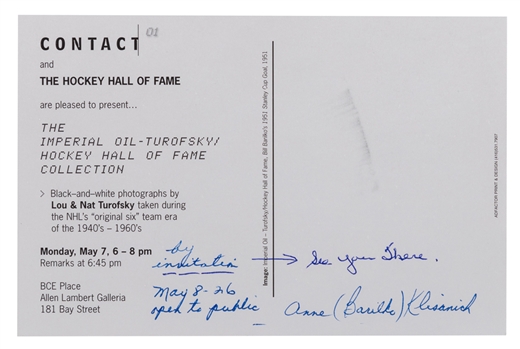 CONTACT 01
and
THE HOCKEY HALL OF FAME
are pleased to present...
THE
IMPERIAL OIL-TUROFSKY/
HOCKEY HALL OF FAME
COLLECTION
> Black–and–white photographs by
Lou & Nat Turofsky taken during
the NHL's "original six" team era
of the 1940's – 1960's
Monday, May 7, 6 – 8 pm by
Remarks at 6:45 pm invitation → See you there.
BCE Place May 8-26
Allen Lambert Galleria open to public
181 Bay Street
Anne (Barilko) Klisanich
Image: Imperial Oil – Turofsky/Hockey Hall of Fame, Bill Barilko's 1951 Stanley Cup Goal, 1951